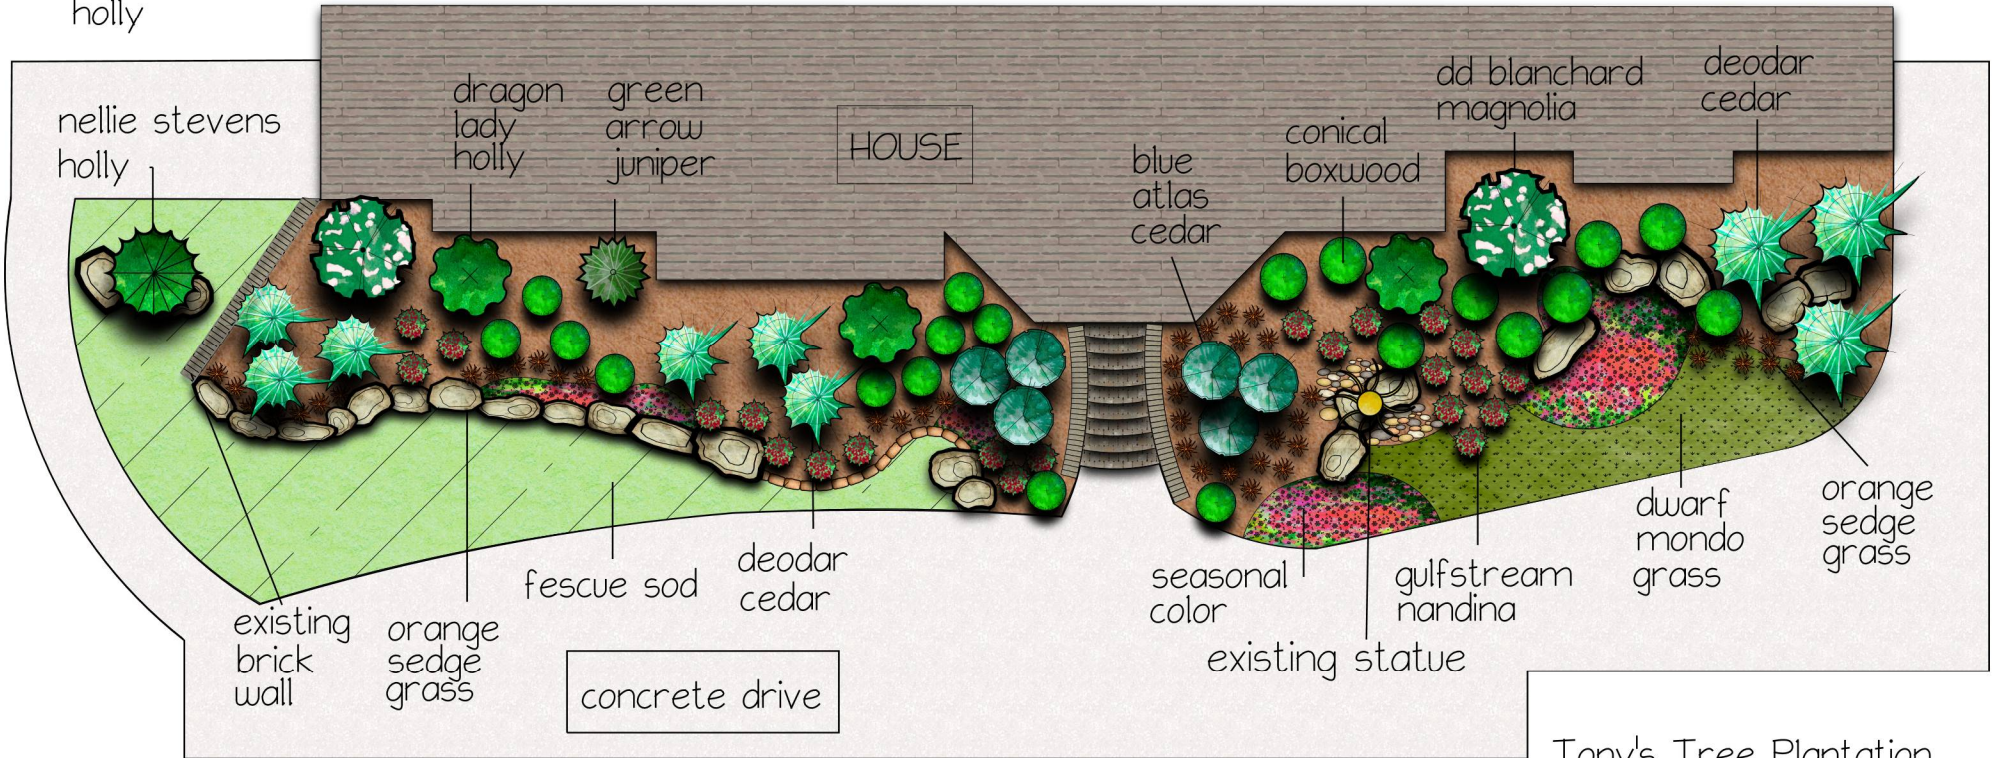 holly
nellie stevens
holly
dragon
lady
holly
green
arrow
juniper
HOUSE
blue
atlas
cedar
conical
boxwood
dd blanchard
magnolia
deodar
cedar
existing
brick
wall
orange
sedge
grass
fescue sod
deodar
cedar
concrete drive
seasonal
color
existing statue
gulfstream
nandina
dwarf
mondo
grass
orange
sedge
grass
Tony's Tree Plantation